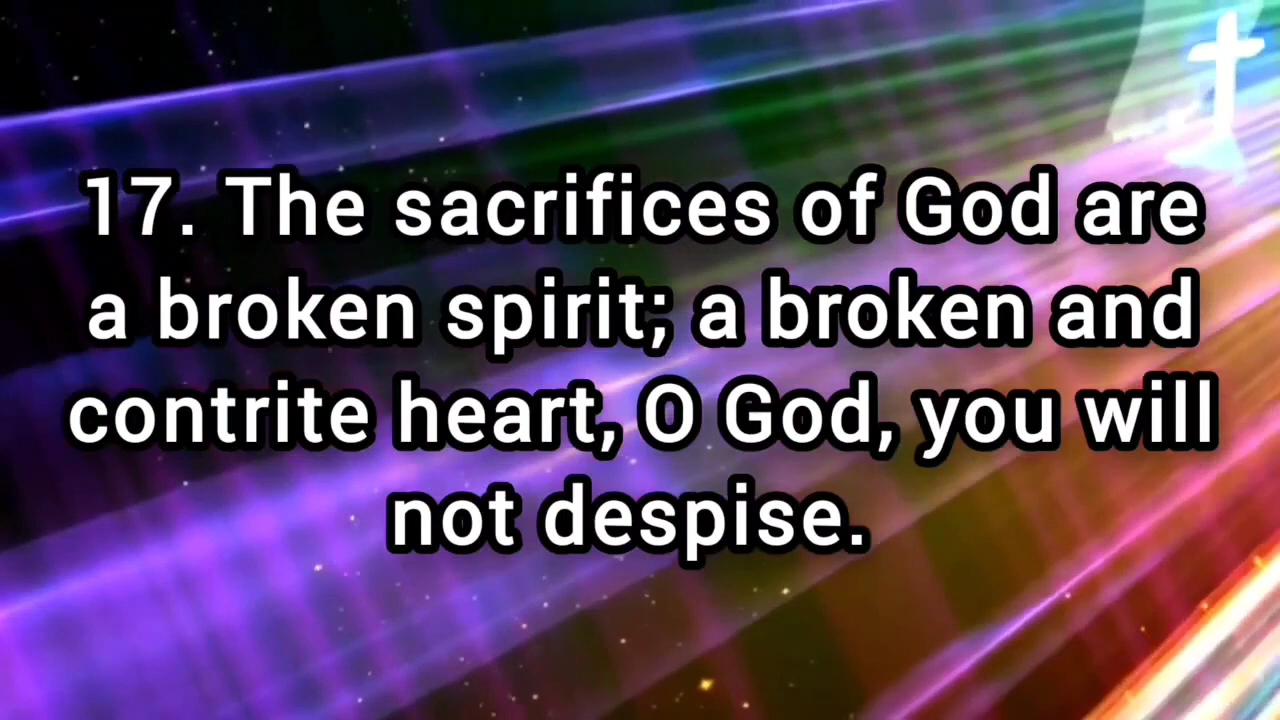 17. The sacrifices of God are
a broken spirit; a broken and
contrite heart, O God, you will
not despise.